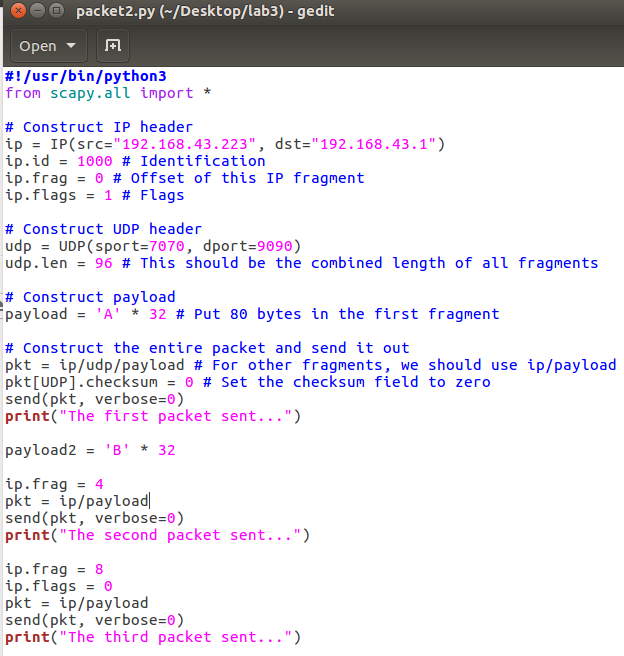 packet2.py (~/Desktop/lab3) - gedit
Open
#!/usr/bin/python3
from scapy.all import *
# Construct IP header
ip = IP(src="192.168.43.223", dst="192.168.43.1")
ip.id = 1000 # Identification
ip.frag = 0 # Offset of this IP fragment
ip.flags = 1 # Flags
# Construct UDP header
udp = UDP(sport=7070, dport=9090)
udp.len = 96 # This should be the combined length of all fragments
# Construct payload
payload = 'A' * 32 # Put 80 bytes in the first fragment
# Construct the entire packet and send it out
pkt = ip/udp/payload # For other fragments, we should use ip/payload
pkt[UDP].checksum = 0 # Set the checksum field to zero
send(pkt, verbose=0)
print("The first packet sent...")
payload2 = 'B' * 32
ip.frag = 4
pkt = ip/payload
send(pkt, verbose=0)
print("The second packet sent...")
ip.frag = 8
ip.flags = 0
pkt = ip/payload
send(pkt, verbose=0)
print("The third packet sent...")